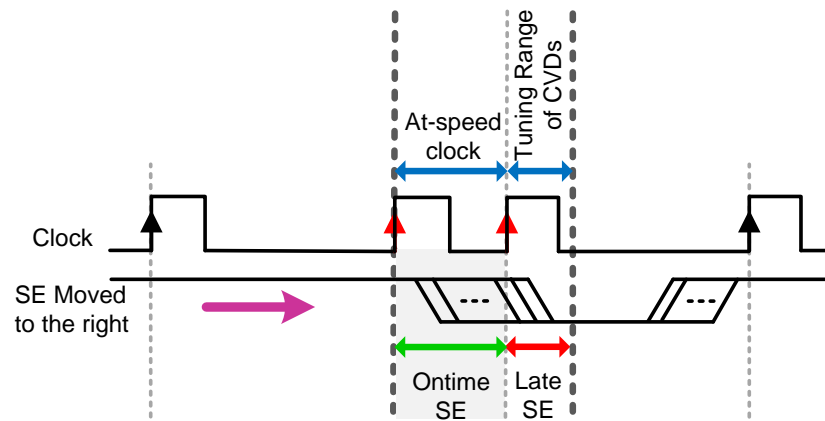 Tuning Range
of CVDs
At-speed
clock
Clock
SE Moved
to the right
Ontime
SE
Late
SE